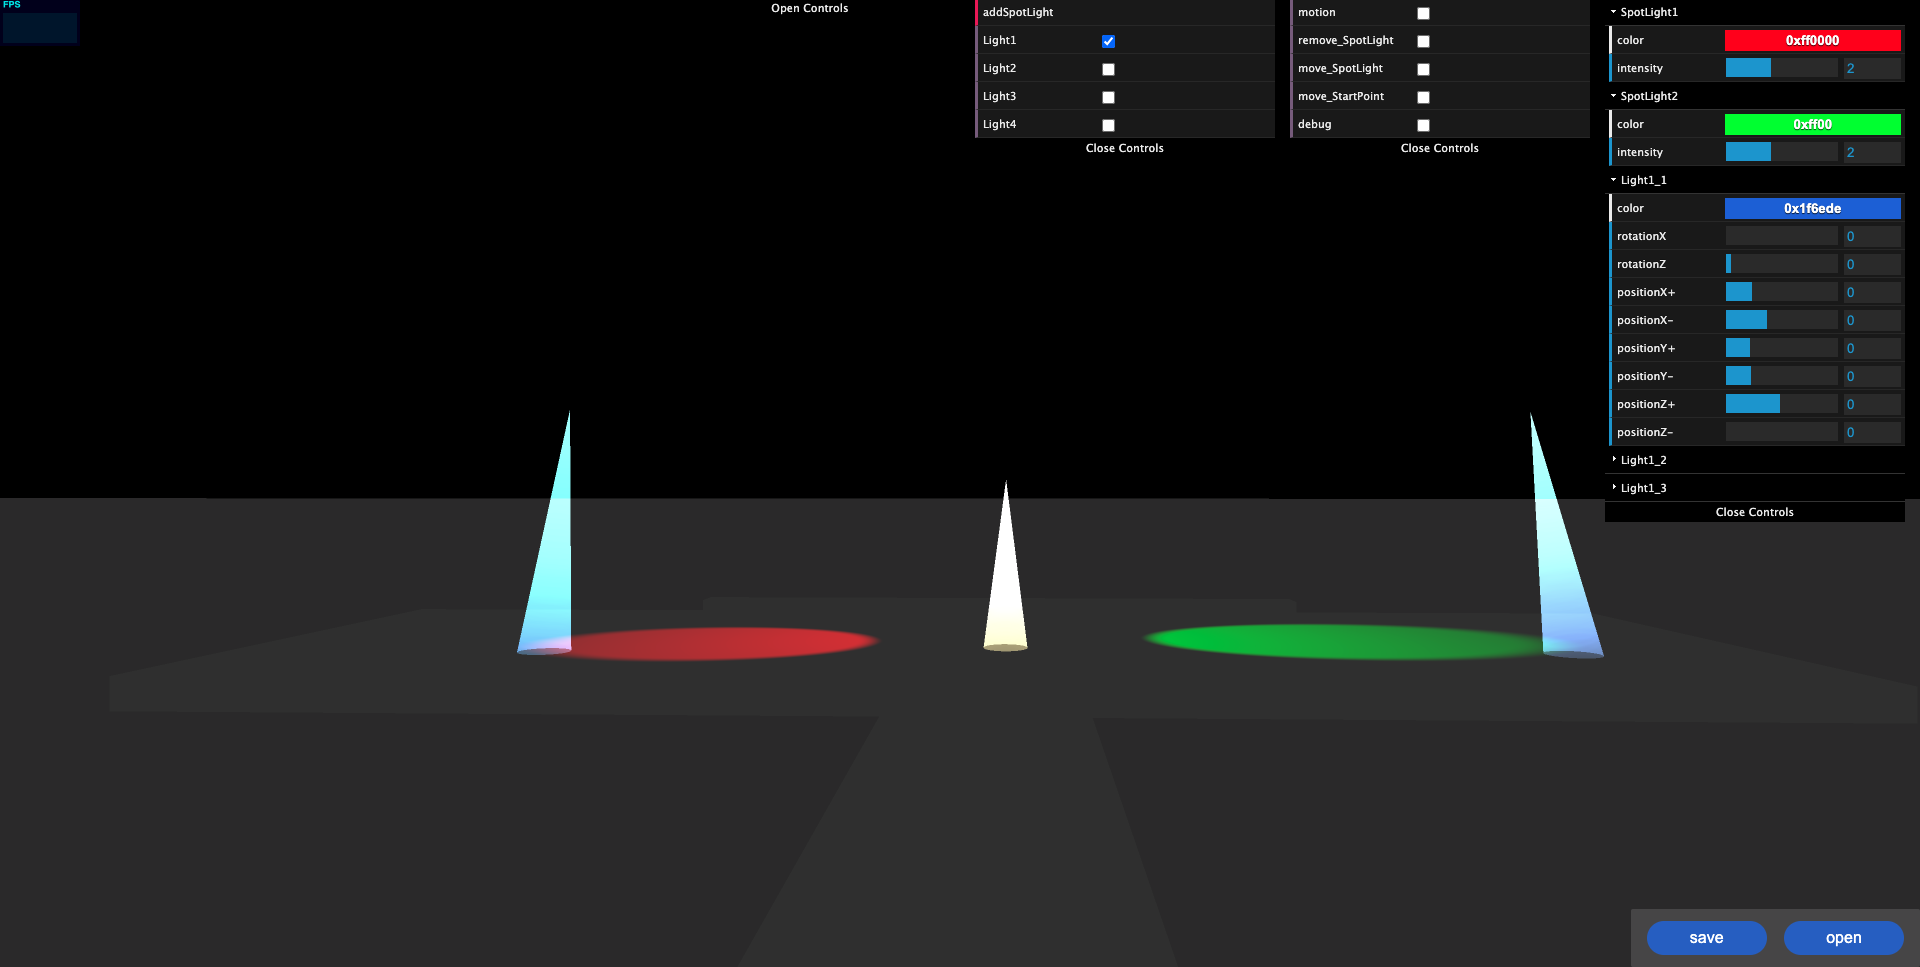 FPS
Open Controls
addSpotLight
Light1
Light2
Light3
Light4
Close Controls
motion
remove_SpotLight
move_SpotLight
move_StartPoint
debug
Close Controls
SpotLight1
color 0xff0000
intensity 2
SpotLight2
color 0xff00
intensity 2
Light1_1
color 0x1f6ede
rotationX 0
rotationZ 0
positionX+ 0
positionX- 0
positionY+ 0
positionY- 0
positionZ+ 0
positionZ- 0
Light1_2
Light1_3
Close Controls
save
open